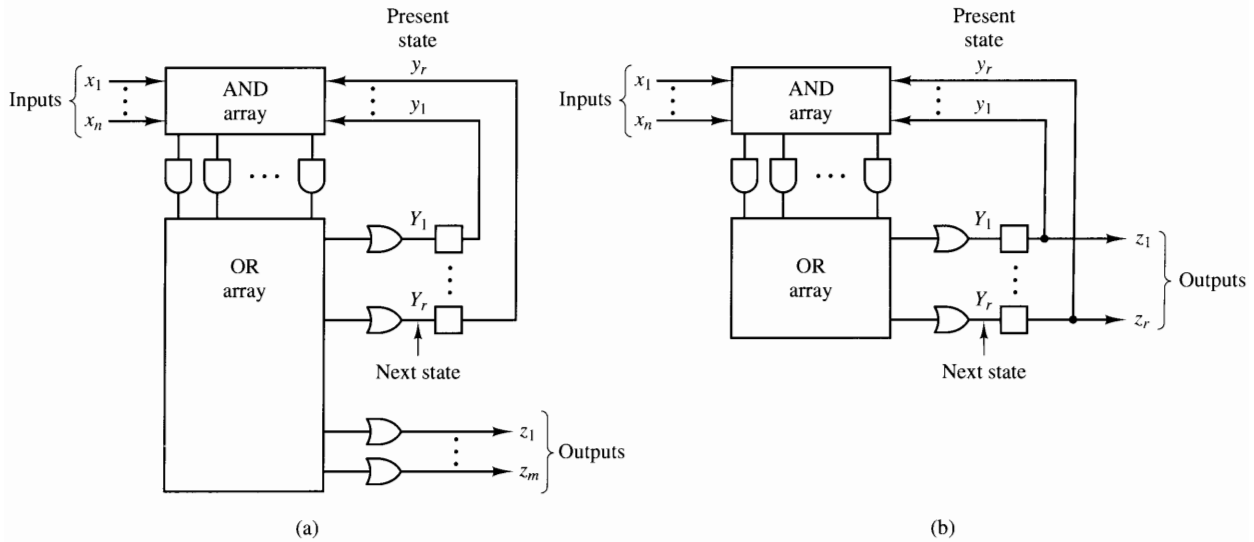 Present
state
y_r
Inputs
x_1
x_n
AND
array
y_1
OR
array
Y_1
Y_r
Next state
z_1
z_m
Outputs
(a)
Present
state
y_r
Inputs
x_1
x_n
AND
array
y_1
OR
array
Y_1
Y_r
Next state
z_1
z_r
Outputs
(b)